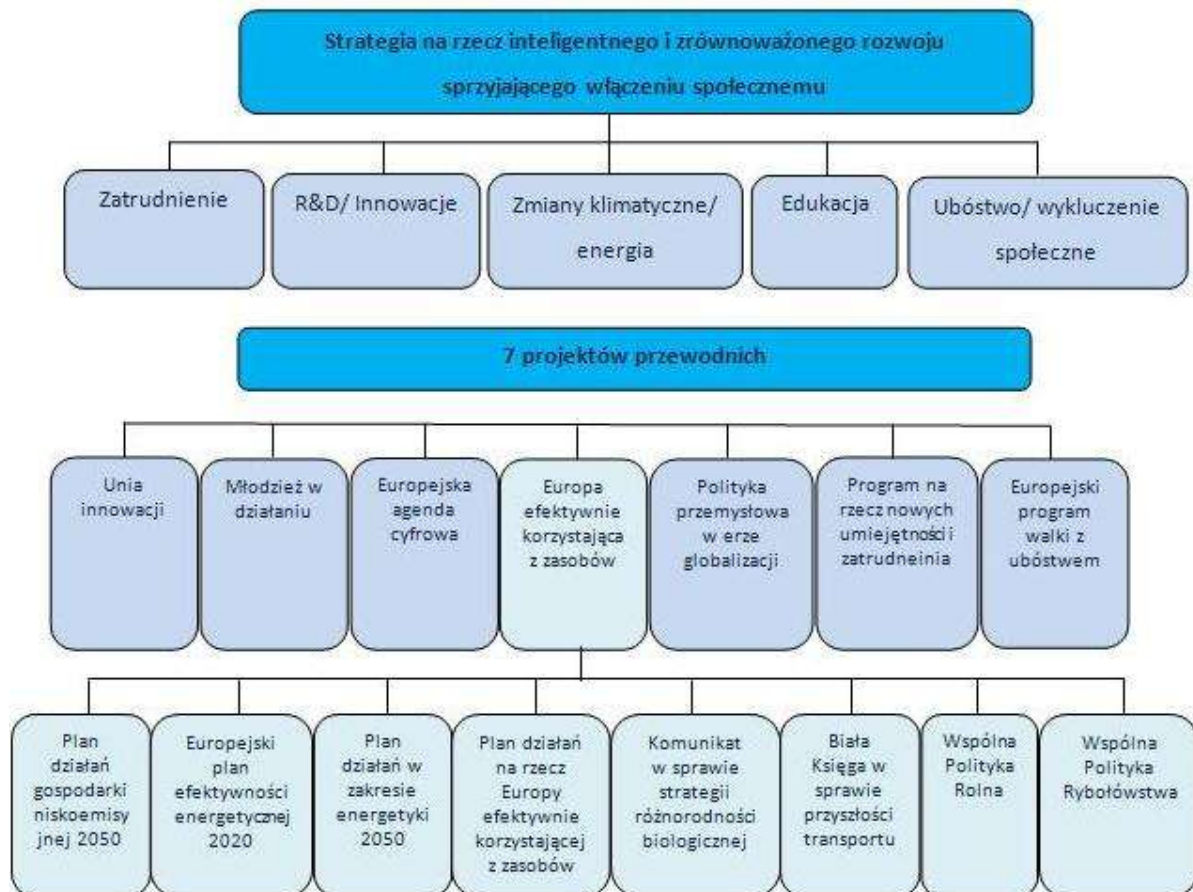 Strategia na rzecz inteligentnego i zrównoważonego rozwoju
sprzyjającego włączeniu społecznemu
Zatrudnienie
R&D/ Innowacje
Zmiany klimatyczne/
energia
Edukacja
Ubóstwo/ wykluczenie
społeczne
7 projektów przewodnich
Unia
innowacji
Młodzież w
działaniu
Europejska
agenda
cyfrowa
Europa
efektywnie
korzystająca
z zasobów
Polityka
przemysłowa
w erze
globalizacji
Program na
rzecz nowych
umiejętności i
zatrudneinia
Europejski
program
walki z
ubóstwem
Plan
działań
gospodarki
niskoemisy
jnej 2050
Europejski
plan
efektywności
energetycznej
2020
Plan
działań w
zakresie
energetyki
2050
Plan działań
na rzecz
Europy
efektywnie
korzystającej
z zasobów
Komunikat
w sprawie
strategii
różnorodności
biologicznej
Biała
Księga w
sprawie
przyszłości
transportu
Wspólna
Polityka
Rolna
Wspólna
Polityka
Rybołówstwa